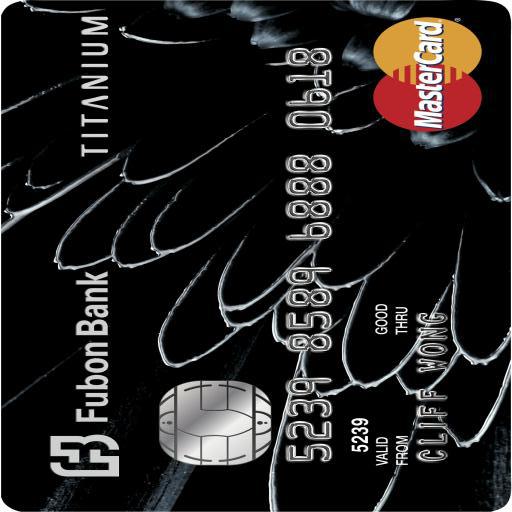 Fubon Bank TITANIUM
5239 8589 6888 0618
5239
VALID FROM
GOOD THRU
CLIFF WONG
MasterCard